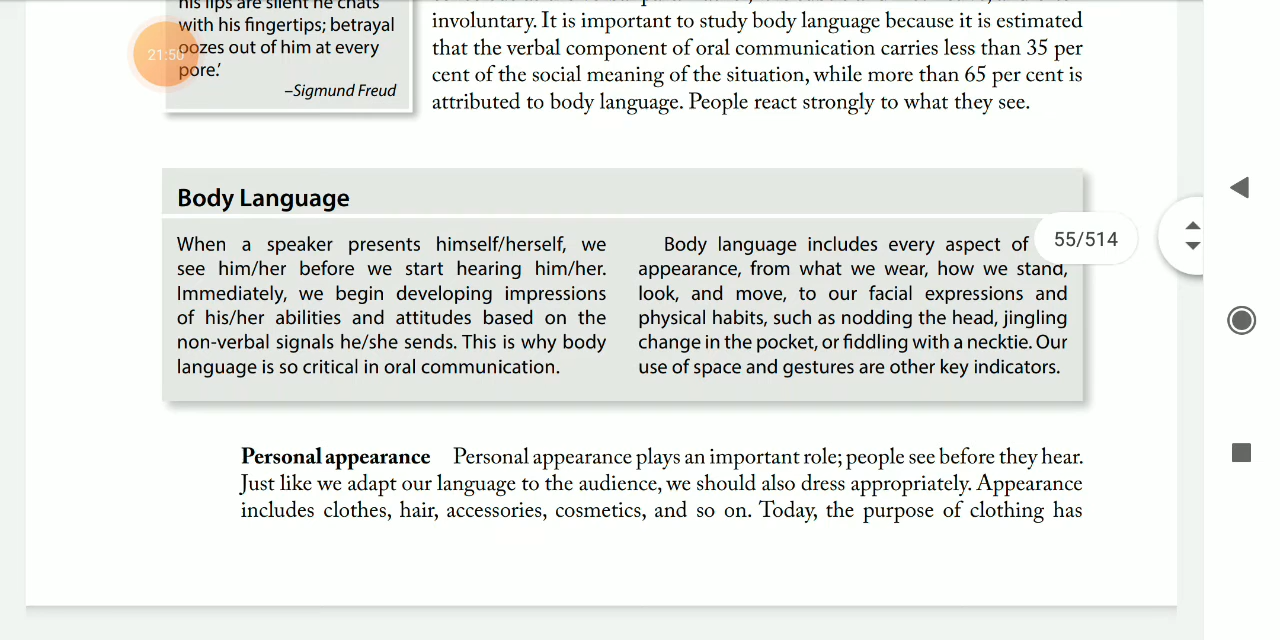 his lips are silent he chats
with his fingertips; betrayal
oozes out of him at every
pore.'
–Sigmund Freud
involuntary. It is important to study body language because it is estimated
that the verbal component of oral communication carries less than 35 per
cent of the social meaning of the situation, while more than 65 per cent is
attributed to body language. People react strongly to what they see.
21:50
Body Language
When a speaker presents himself/herself, we
see him/her before we start hearing him/her.
Immediately, we begin developing impressions
of his/her abilities and attitudes based on the
non-verbal signals he/she sends. This is why body
language is so critical in oral communication.
Body language includes every aspect of
appearance, from what we wear, how we stand,
look, and move, to our facial expressions and
physical habits, such as nodding the head, jingling
change in the pocket, or fiddling with a necktie. Our
use of space and gestures are other key indicators.
55/514
Personal appearance Personal appearance plays an important role; people see before they hear.
Just like we adapt our language to the audience, we should also dress appropriately. Appearance
includes clothes, hair, accessories, cosmetics, and so on. Today, the purpose of clothing has